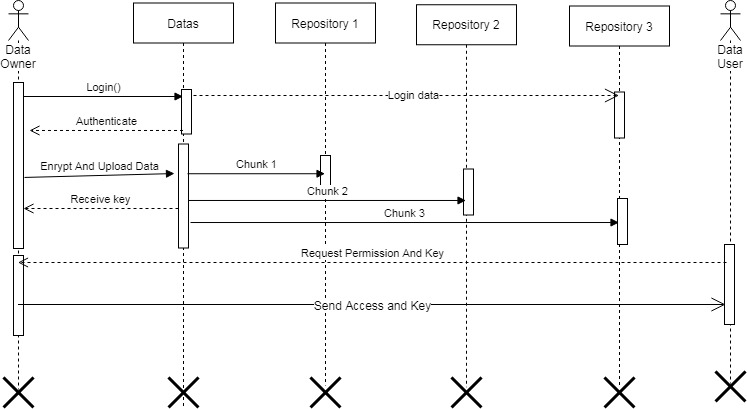 Data
Owner
Datas
Repository 1
Repository 2
Repository 3
Data
User
Login()
Login data
Authenticate
Enrypt And Upload Data
Chunk 1
Chunk 2
Receive key
Chunk 3
Request Permission And Key
Send Access and Key